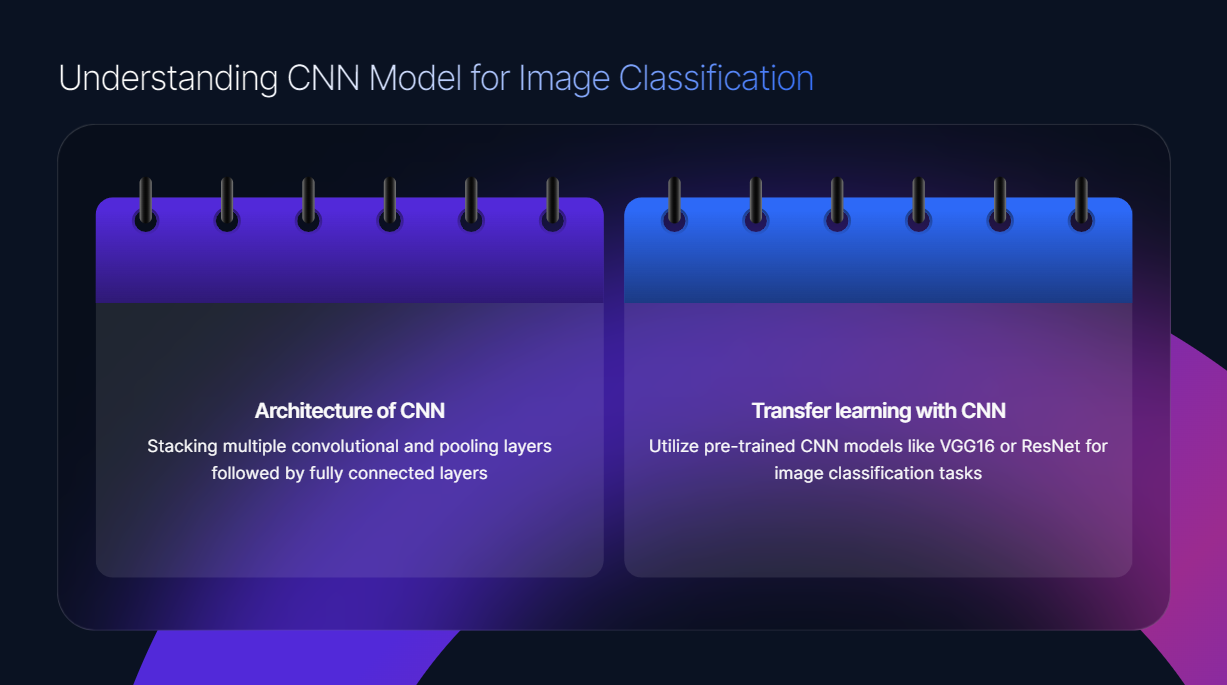 Understanding CNN Model for Image Classification
Architecture of CNN
Stacking multiple convolutional and pooling layers
followed by fully connected layers
Transfer learning with CNN
Utilize pre-trained CNN models like VGG16 or ResNet for
image classification tasks